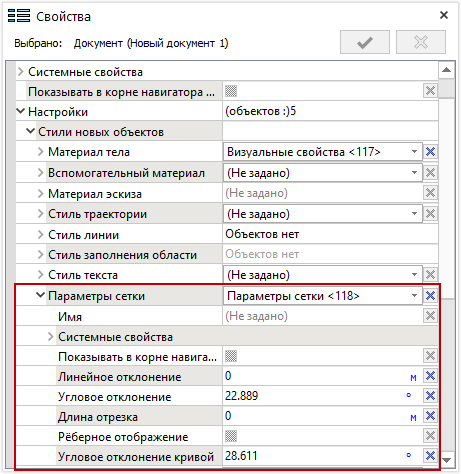 Свойства
Выбрано: Документ (Новый документ 1)
Системные свойства
Показывать в корне навигатора ...
Настройки (объектов :)5
Стили новых объектов
Материал тела Визуальные свойства <117>
Вспомогательный материал (Не задано)
Материал эскиза (Не задано)
Стиль траектории (Не задано)
Стиль линии Объектов нет
Стиль заполнения области Объектов нет
Стиль текста (Не задано)
Параметры сетки Параметры сетки <118>
Имя (Не задано)
Системные свойства
Показывать в корне навига...
Линейное отклонение 0 м
Угловое отклонение 22.889 °
Длина отрезка 0 м
Рёберное отображение
Угловое отклонение кривой 28.611 °